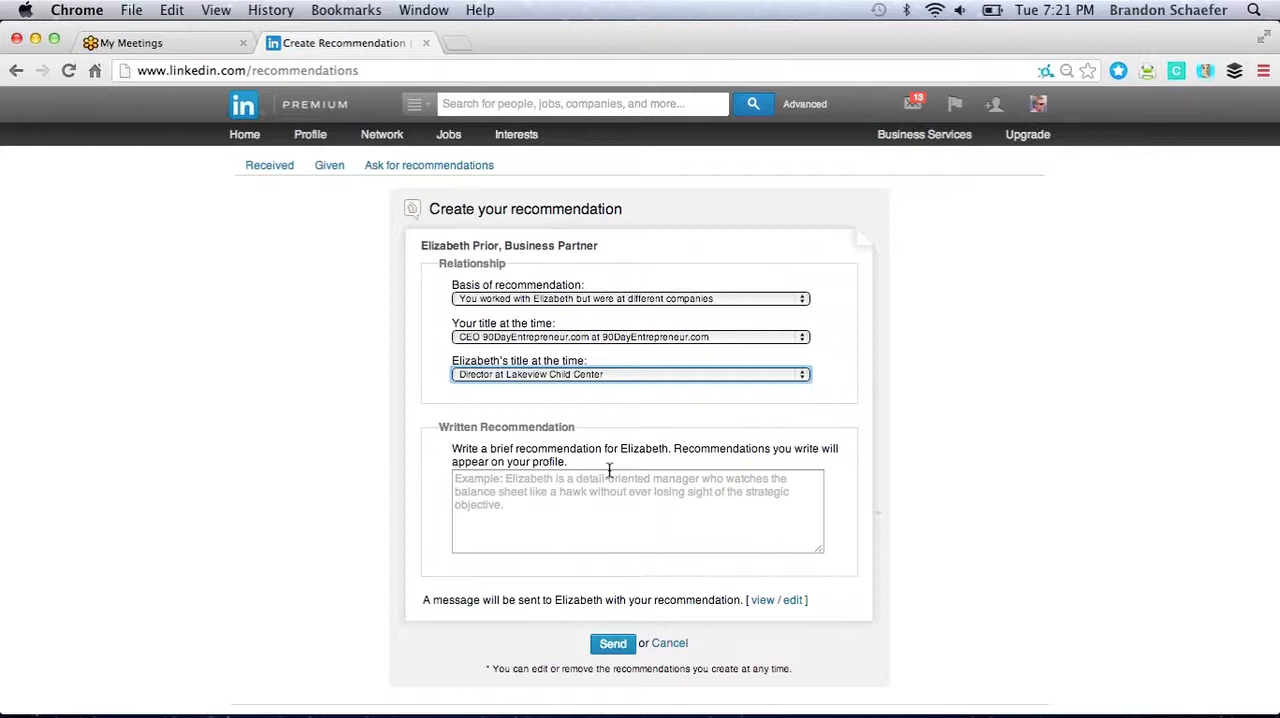 Chrome File Edit View History Bookmarks Window Help Tue 7:21 PM Brandon Schaefer
My Meetings × Create Recommendation ×
www.linkedin.com/recommendations
in PREMIUM Search for people, jobs, companies, and more... Advanced 13
Home Profile Network Jobs Interests Business Services Upgrade
Received Given Ask for recommendations
Create your recommendation
Elizabeth Prior, Business Partner
Relationship
Basis of recommendation:
You worked with Elizabeth but were at different companies
Your title at the time:
CEO 90DayEntrepreneur.com at 90DayEntrepreneur.com
Elizabeth's title at the time:
Director at Lakeview Child Center
Written Recommendation
Write a brief recommendation for Elizabeth. Recommendations you write will
appear on your profile.
Example: Elizabeth is a detail-oriented manager who watches the
balance sheet like a hawk without ever losing sight of the strategic
objective.
A message will be sent to Elizabeth with your recommendation. [ view / edit ]
Send or Cancel
* You can edit or remove the recommendations you create at any time.